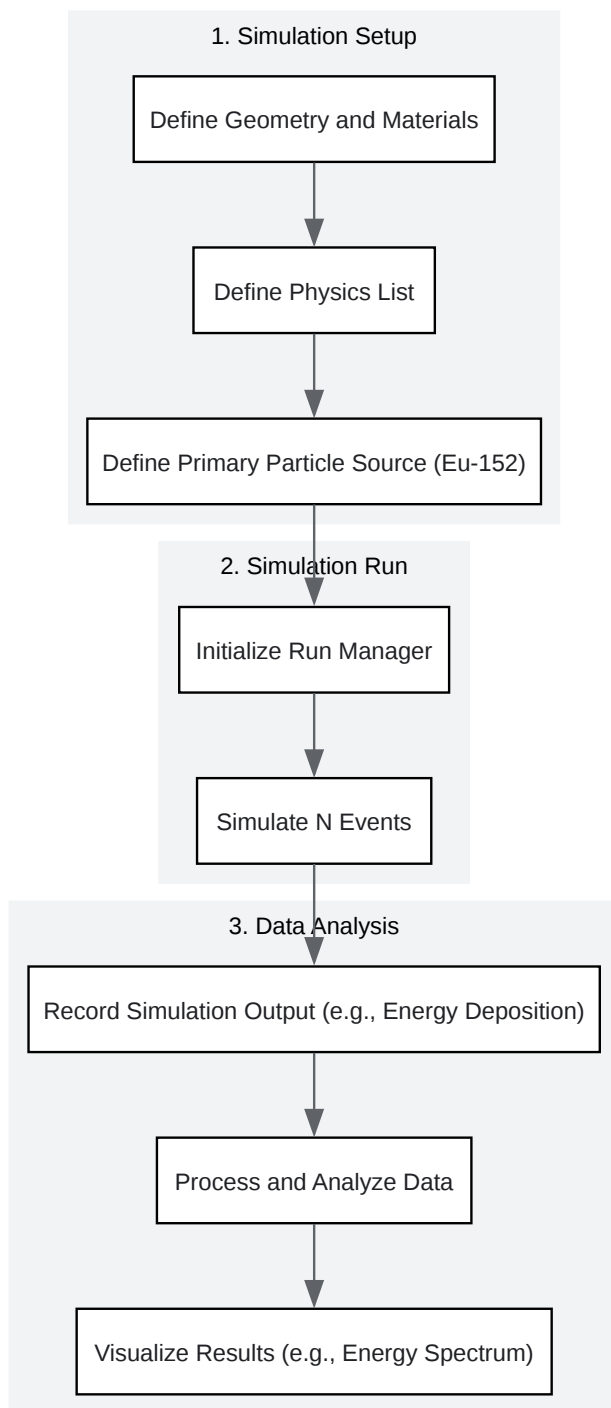 1. Simulation Setup
Define Geometry and Materials
Define Physics List
Define Primary Particle Source (Eu-152)
2. Simulation Run
Initialize Run Manager
Simulate N Events
3. Data Analysis
Record Simulation Output (e.g., Energy Deposition)
Process and Analyze Data
Visualize Results (e.g., Energy Spectrum)